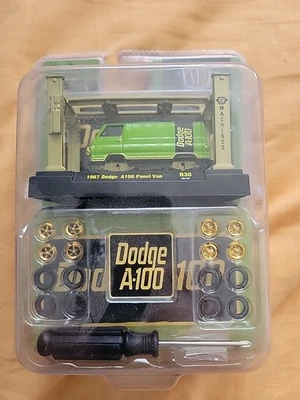 MACHINES
Dodge
A100
1967 Dodge A100 Panel Van
R30
Dodge
A·100